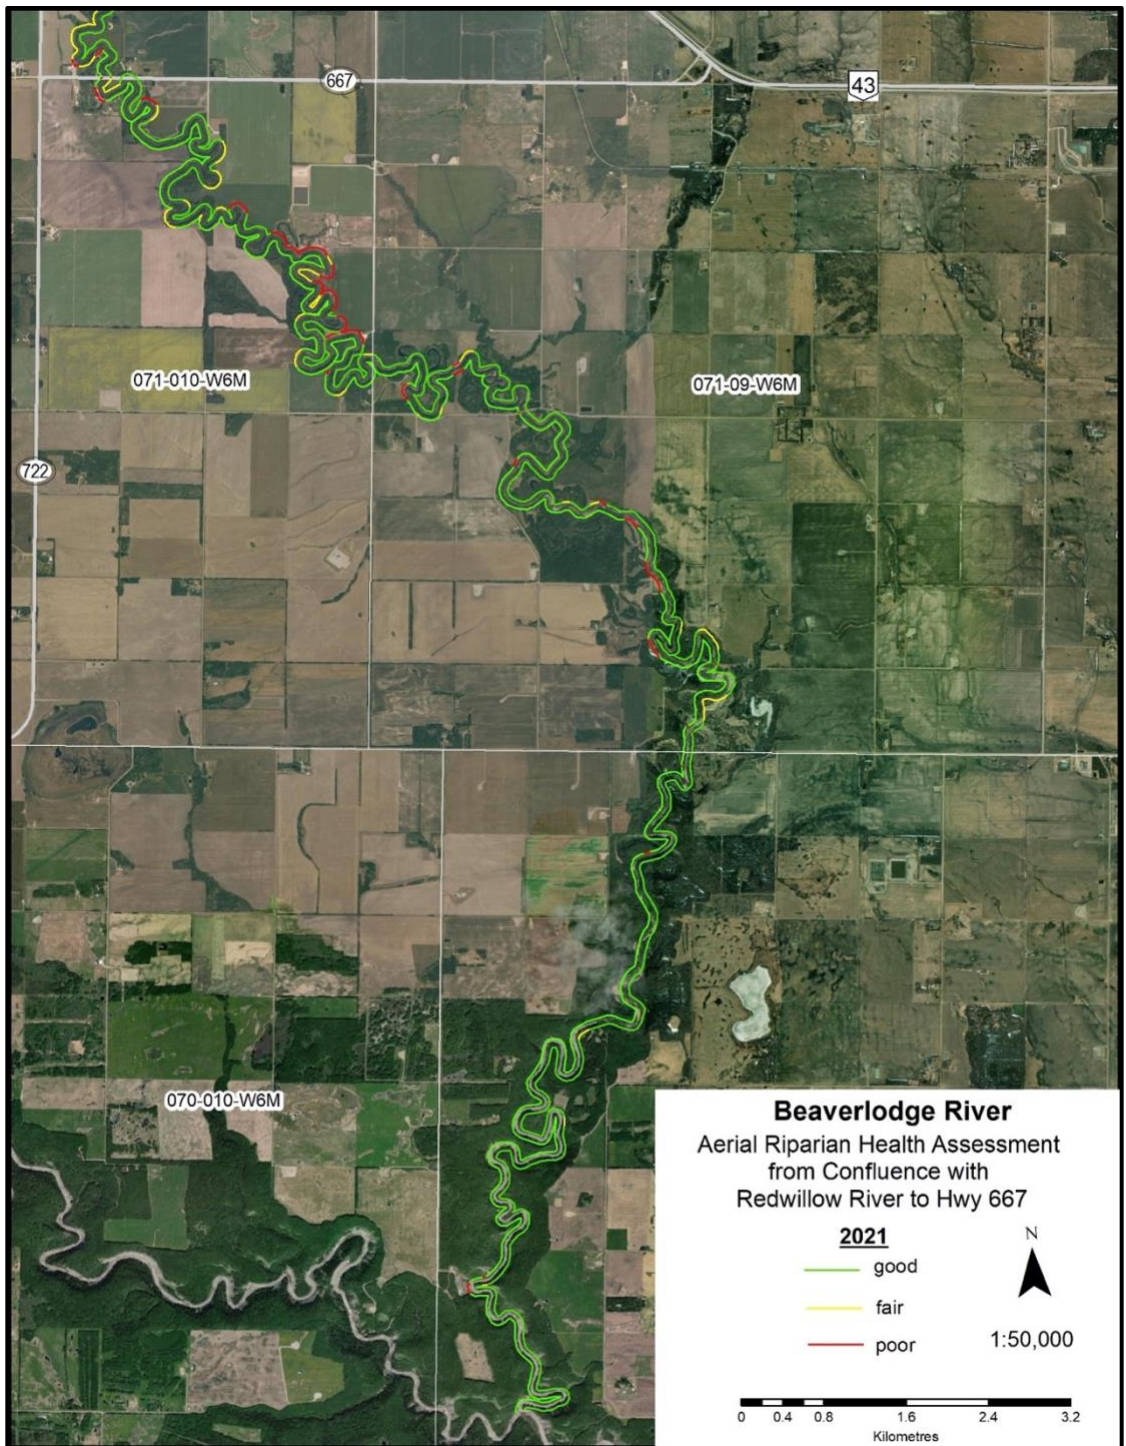 667
43
071-010-W6M
071-09-W6M
722
070-010-W6M
Beaverlodge River
Aerial Riparian Health Assessment
from Confluence with
Redwillow River to Hwy 667
2021
good
fair
poor
N
1:50,000
0 0.4 0.8 1.6 2.4 3.2
Kilometres